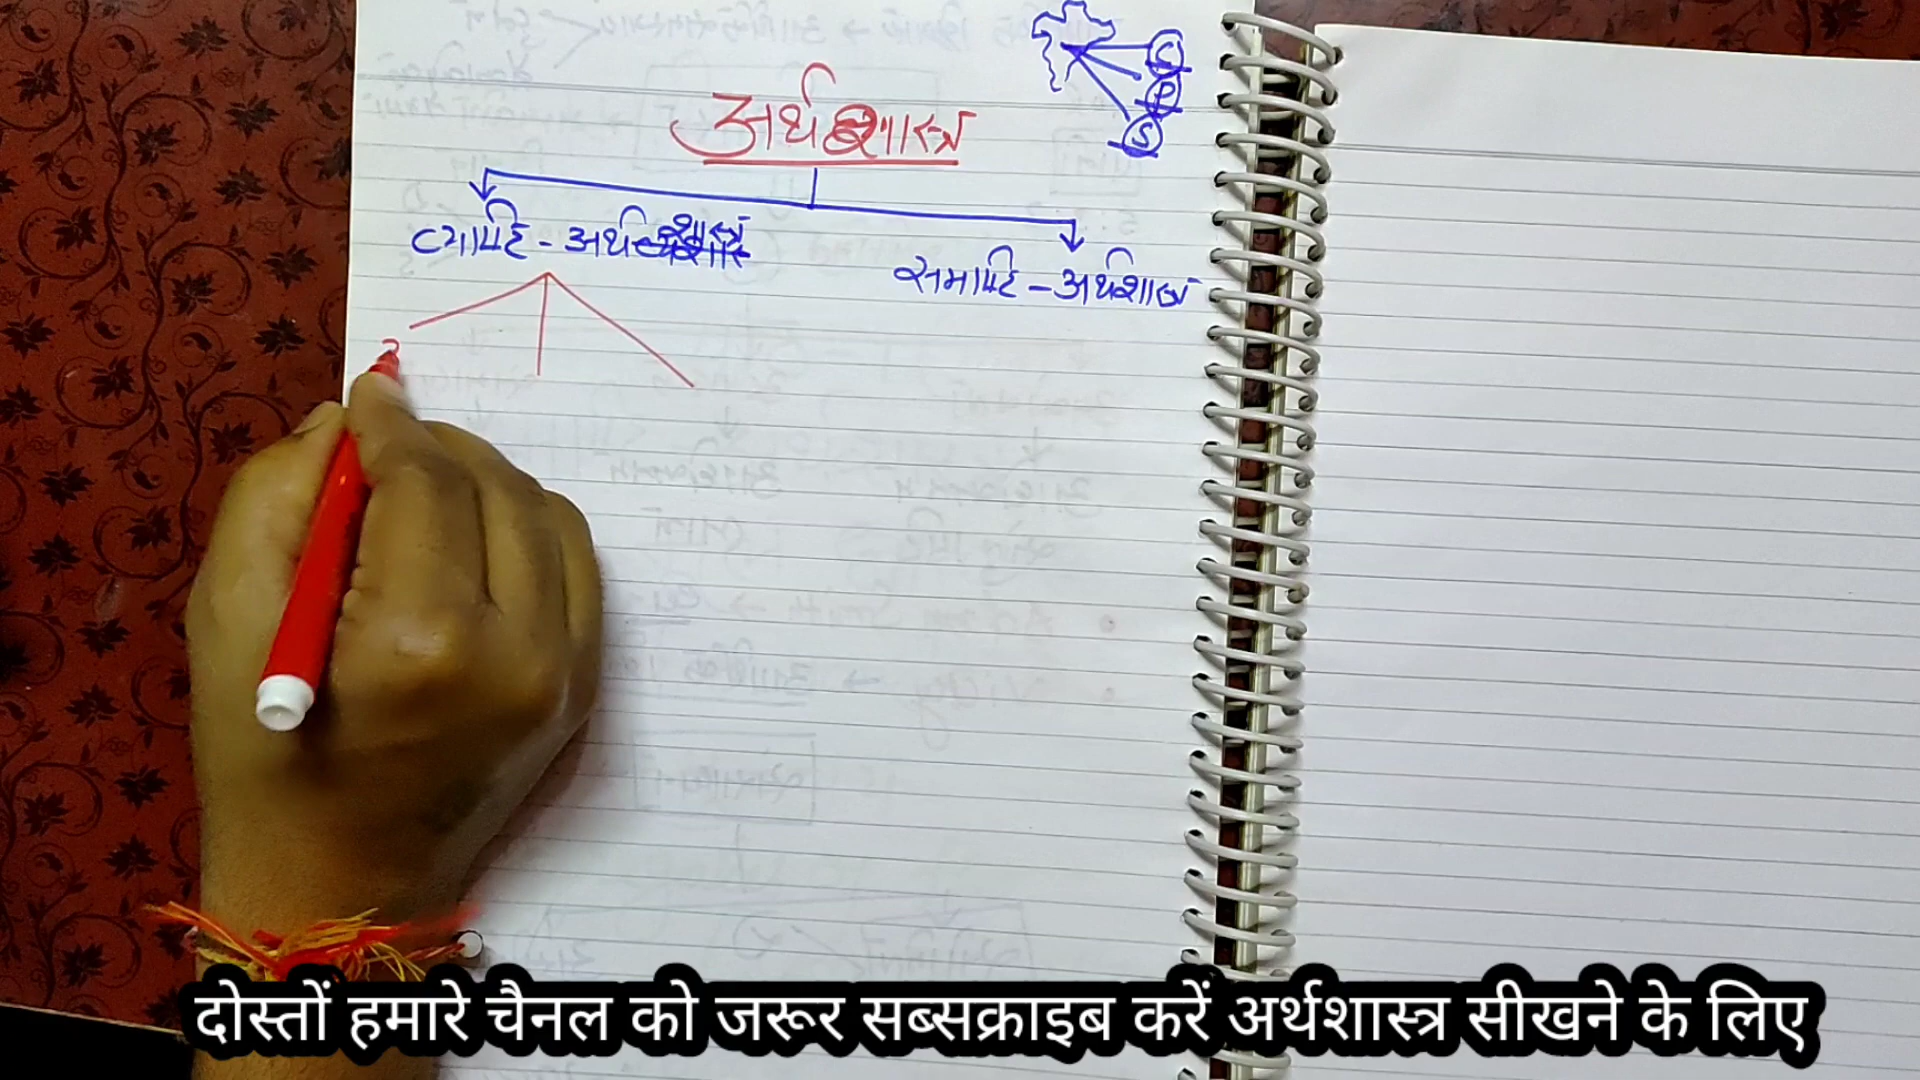 C
P
S
अर्थशास्त्र
व्यष्टि - अर्थशास्त्र
समष्टि - अर्थशास्त्र
दोस्तों हमारे चैनल को जरूर सब्सक्राइब करें अर्थशास्त्र सीखने के लिए